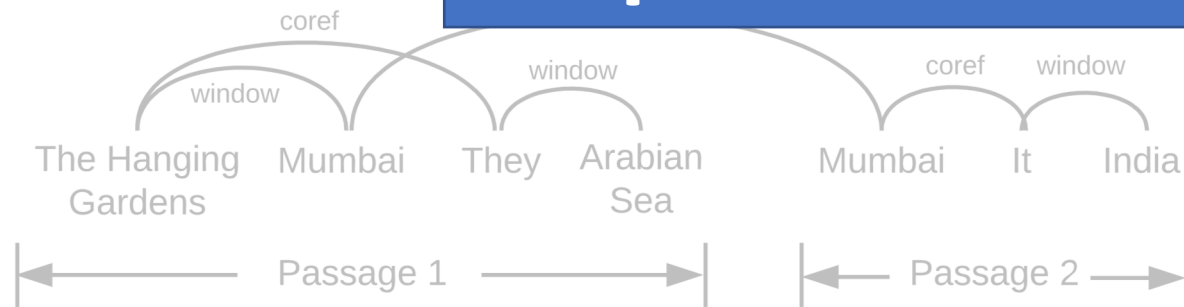 coref
window
coref
window
window
The Hanging
Gardens
Mumbai
They
Arabian
Sea
Mumbai
It
India
Passage 1
Passage 2